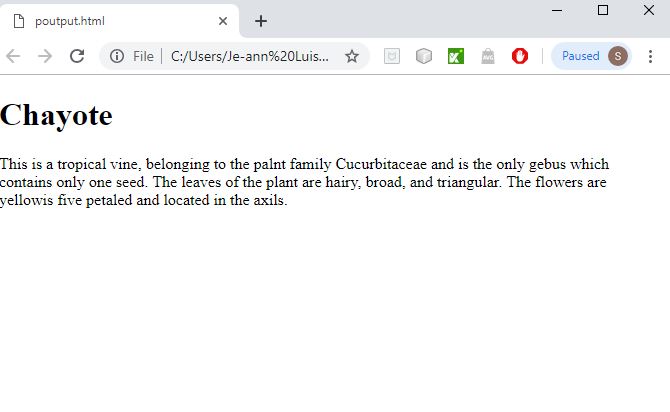 poutput.html
File
C:/Users/Je-ann%20Luis...
AVG
Paused
S
Chayote
This is a tropical vine, belonging to the palnt family Cucurbitaceae and is the only gebus which
contains only one seed. The leaves of the plant are hairy, broad, and triangular. The flowers are
yellowis five petaled and located in the axils.